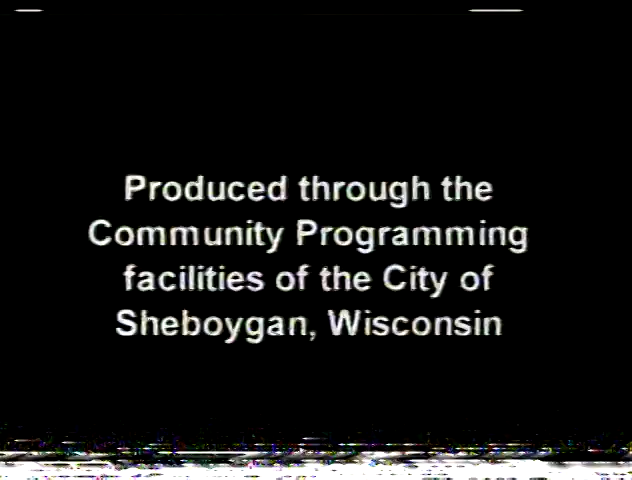 Produced through the
Community Programming
facilities of the City of
Sheboygan, Wisconsin